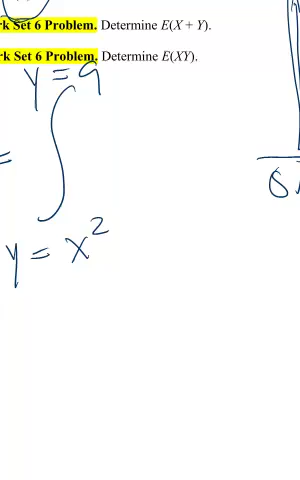 rk Set 6 Problem. Determine E(X + Y).
rk Set 6 Problem. Determine E(XY).
y = 9
= ∫
y = x²